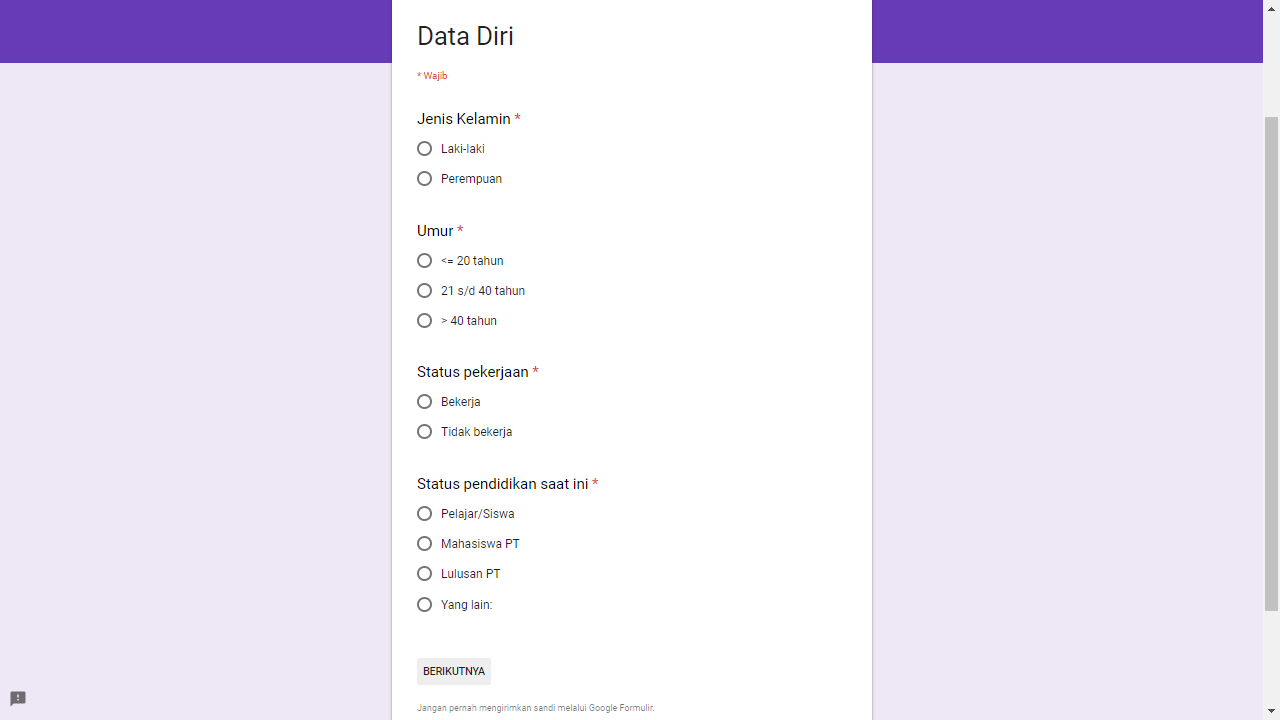 Data Diri
* Wajib
Jenis Kelamin *
Laki-laki
Perempuan
Umur *
<= 20 tahun
21 s/d 40 tahun
> 40 tahun
Status pekerjaan *
Bekerja
Tidak bekerja
Status pendidikan saat ini *
Pelajar/Siswa
Mahasiswa PT
Lulusan PT
Yang lain:
BERIKUTNYA
Jangan pernah mengirimkan sandi melalui Google Formulir.